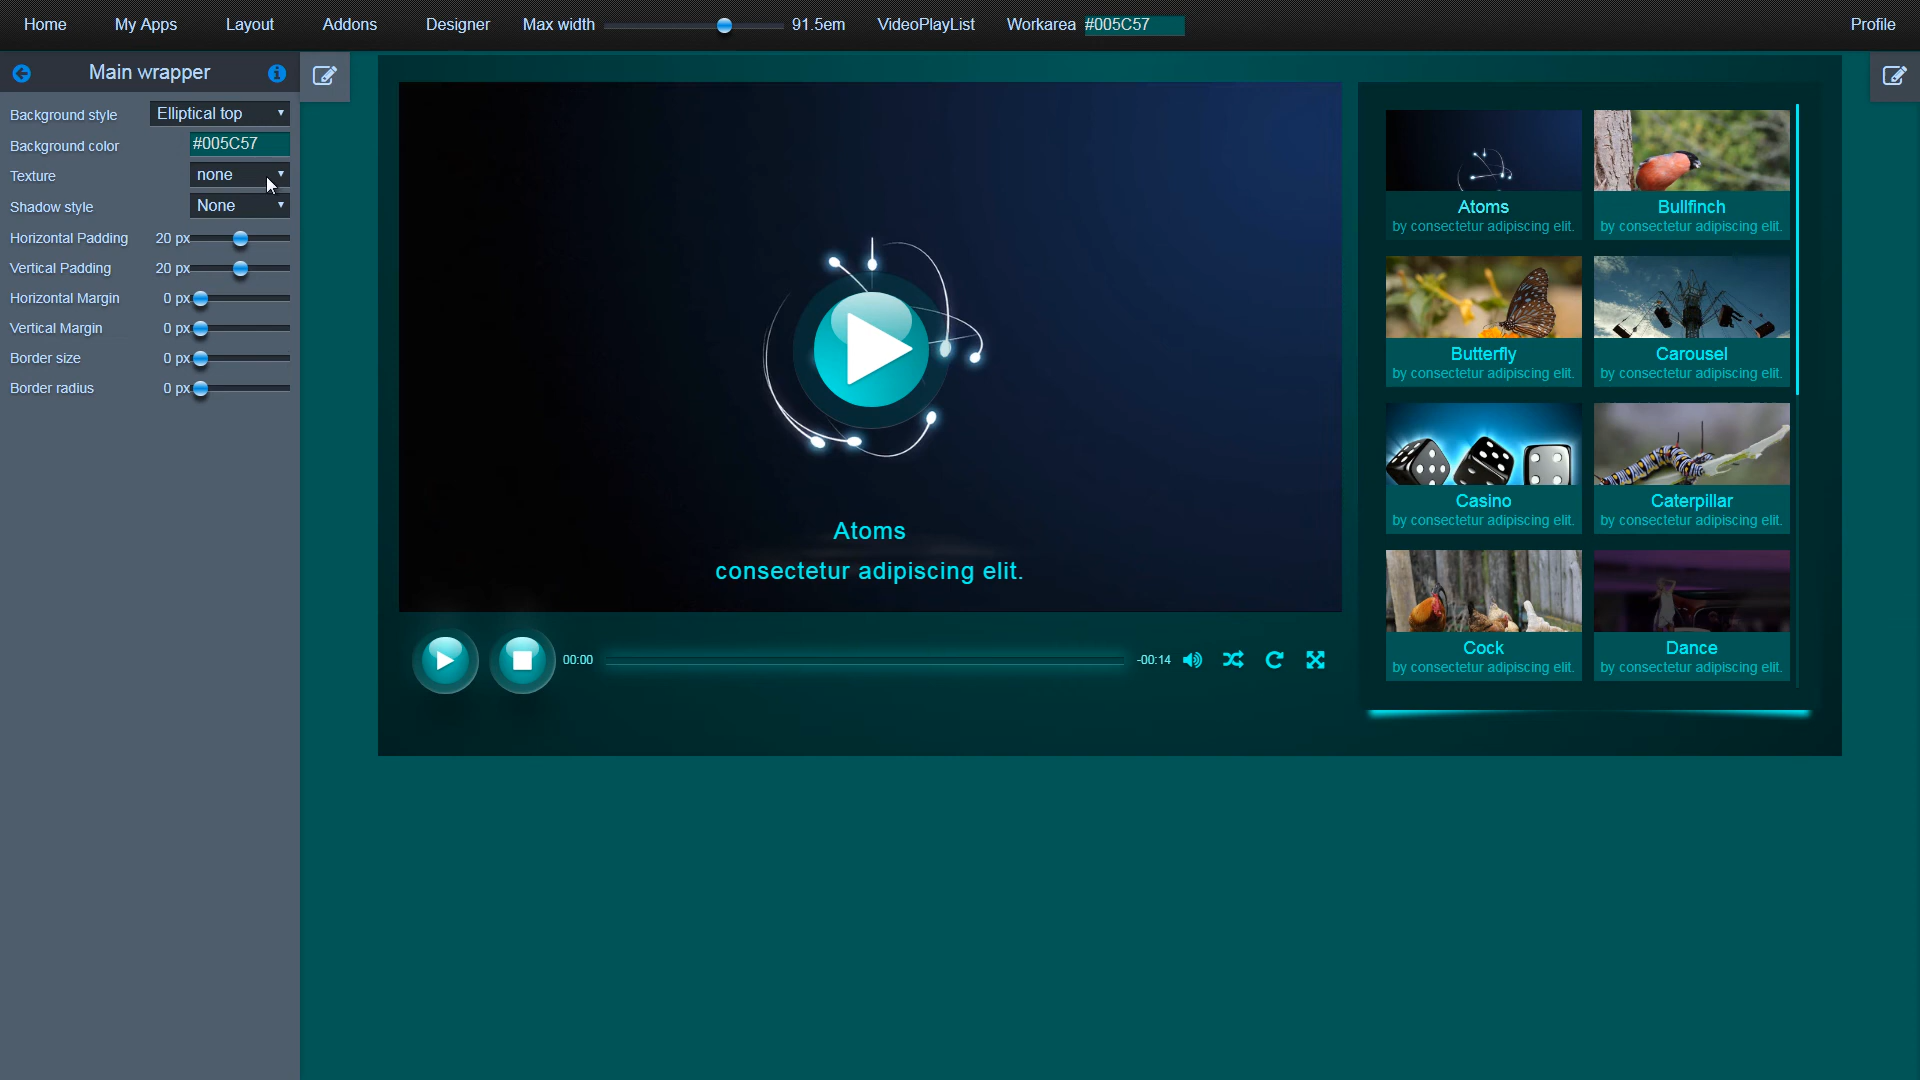 Home My Apps Layout Addons Designer Max width 91.5em VideoPlayList Workarea #005C57 Profile
Main wrapper
Background style Elliptical top
Background color #005C57
Texture none
Shadow style None
Horizontal Padding 20 px
Vertical Padding 20 px
Horizontal Margin 0 px
Vertical Margin 0 px
Border size 0 px
Border radius 0 px
Atoms
consectetur adipiscing elit.
00:00 -00:14
Atoms
by consectetur adipiscing elit.
Bullfinch
by consectetur adipiscing elit.
Butterfly
by consectetur adipiscing elit.
Carousel
by consectetur adipiscing elit.
Casino
by consectetur adipiscing elit.
Caterpillar
by consectetur adipiscing elit.
Cock
by consectetur adipiscing elit.
Dance
by consectetur adipiscing elit.